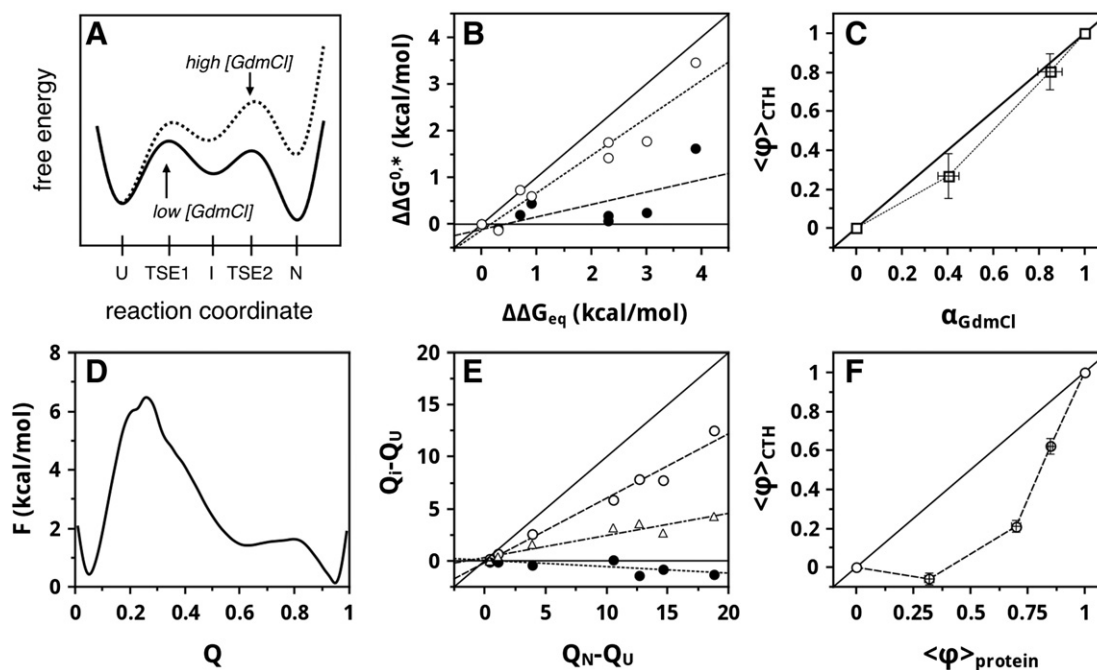 A
high [GdmCl]
low [GdmCl]
free energy
U TSE1 I TSE2 N
reaction coordinate
B
4
3
2
1
0
ΔΔG⁰,* (kcal/mol)
0 1 2 3 4
ΔΔGeq (kcal/mol)
C
1
0.8
0.6
0.4
0.2
0
<φ>CTH
0 0.2 0.4 0.6 0.8 1
αGdmCl
D
8
6
4
2
0
F (kcal/mol)
0 0.2 0.4 0.6 0.8 1
Q
E
20
15
10
5
0
Qi-QU
0 5 10 15 20
QN-QU
F
1
0.8
0.6
0.4
0.2
0
<φ>CTH
0 0.25 0.5 0.75 1
<φ>protein